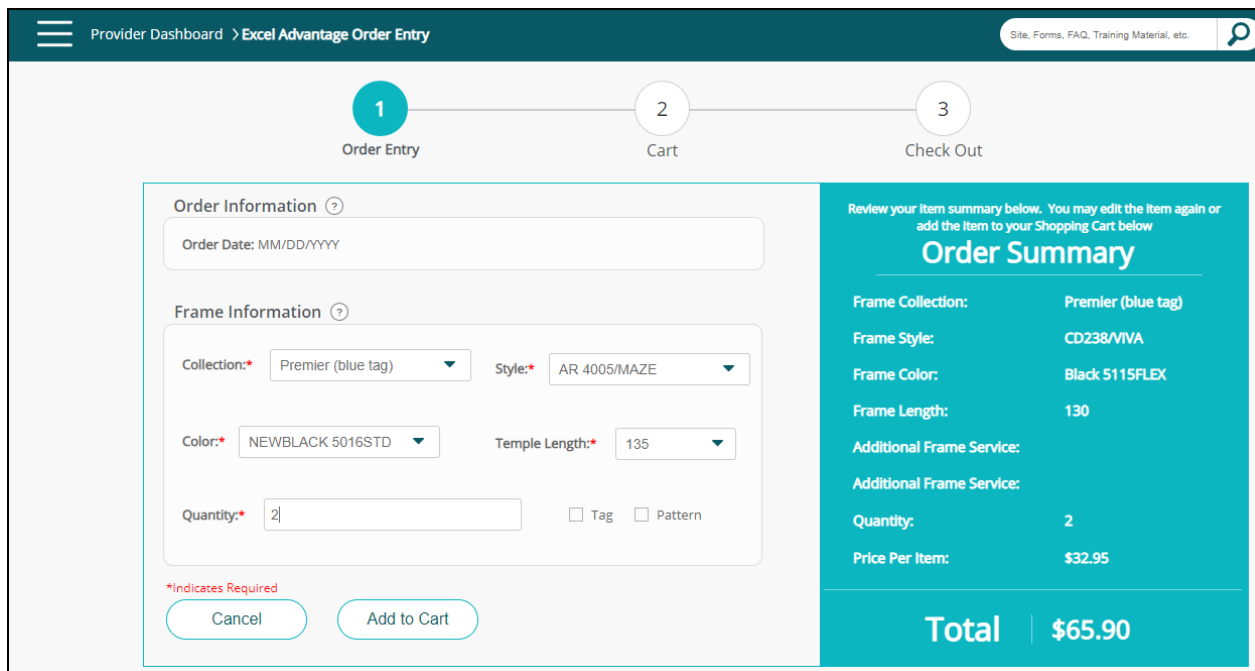 Provider Dashboard > Excel Advantage Order Entry
Site, Forms, FAQ, Training Material, etc.
1 2 3
Order Entry Cart Check Out
Order Information ?
Order Date: MM/DD/YYYY
Frame Information ?
Collection:* Premier (blue tag) Style:* AR 4005/MAZE
Color:* NEWBLACK 5016STD Temple Length:* 135
Quantity:* 2 Tag Pattern
*Indicates Required
Cancel Add to Cart
Review your item summary below. You may edit the item again or
add the item to your Shopping Cart below
Order Summary
Frame Collection: Premier (blue tag)
Frame Style: CD238/VIVA
Frame Color: Black 5115FLEX
Frame Length: 130
Additional Frame Service:
Additional Frame Service:
Quantity: 2
Price Per Item: $32.95
Total $65.90